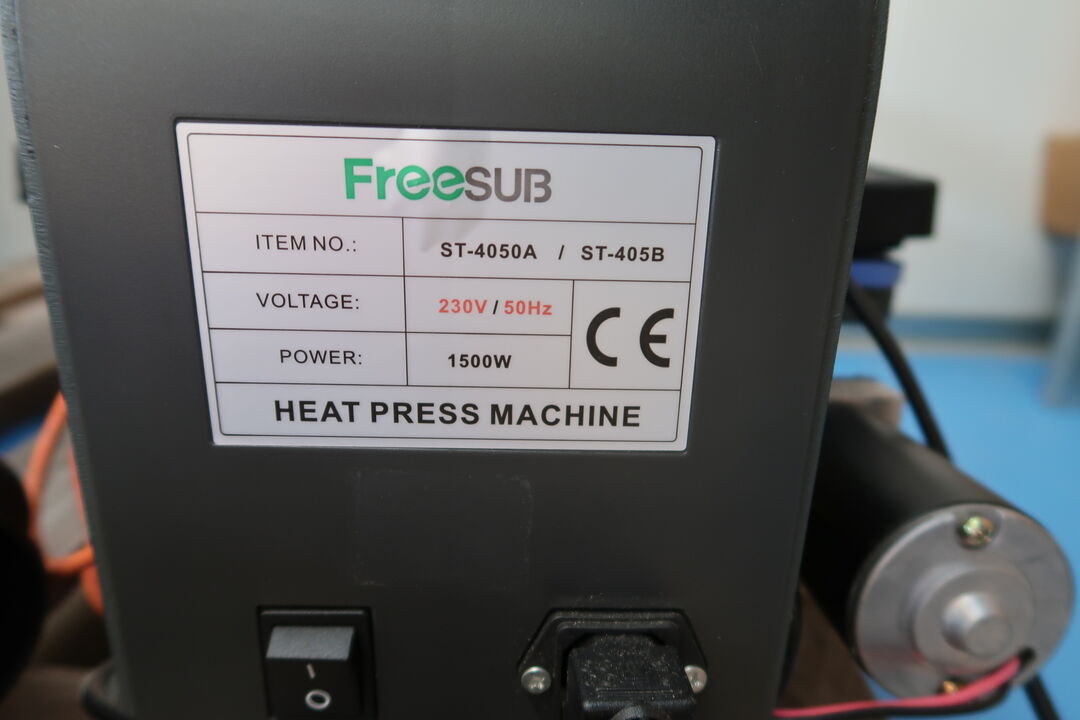 FreeSUB
ITEM NO.: ST-4050A / ST-405B
VOLTAGE: 230V / 50Hz
CE
POWER: 1500W
HEAT PRESS MACHINE